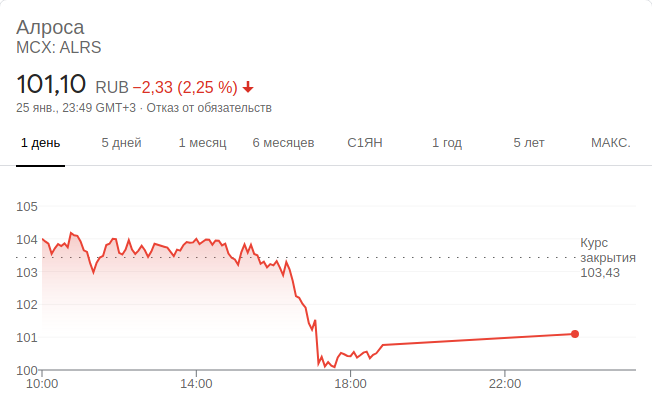 Алроса
MCX: ALRS
101,10 RUB −2,33 (2,25 %)
25 янв., 23:49 GMT+3 · Отказ от обязательств
1 день 5 дней 1 месяц 6 месяцев С1ЯН 1 год 5 лет МАКС.
105
104
103
102
101
100
Курс
закрытия
103,43
10:00 14:00 18:00 22:00